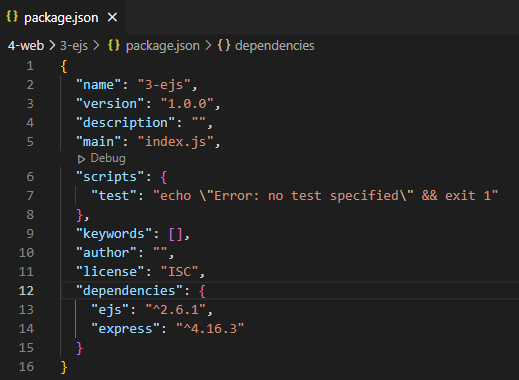 {} package.json ×
4-web > 3-ejs > {} package.json > {} dependencies
1 {
2 "name": "3-ejs",
3 "version": "1.0.0",
4 "description": "",
5 "main": "index.js",
Debug
6 "scripts": {
7 "test": "echo \"Error: no test specified\" && exit 1"
8 },
9 "keywords": [],
10 "author": "",
11 "license": "ISC",
12 "dependencies": {
13 "ejs": "^2.6.1",
14 "express": "^4.16.3"
15 }
16 }